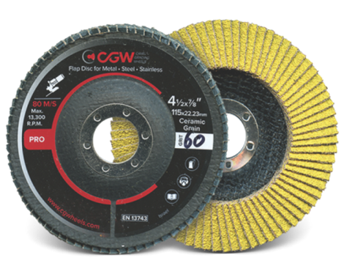 CGW
Flap Disc for Metal • Steel • Stainless
80 M/S
Max.
13,300
R.P.M.
4½x⅞"
115x22,23mm
Ceramic
Grain
60
PRO
EN 13743